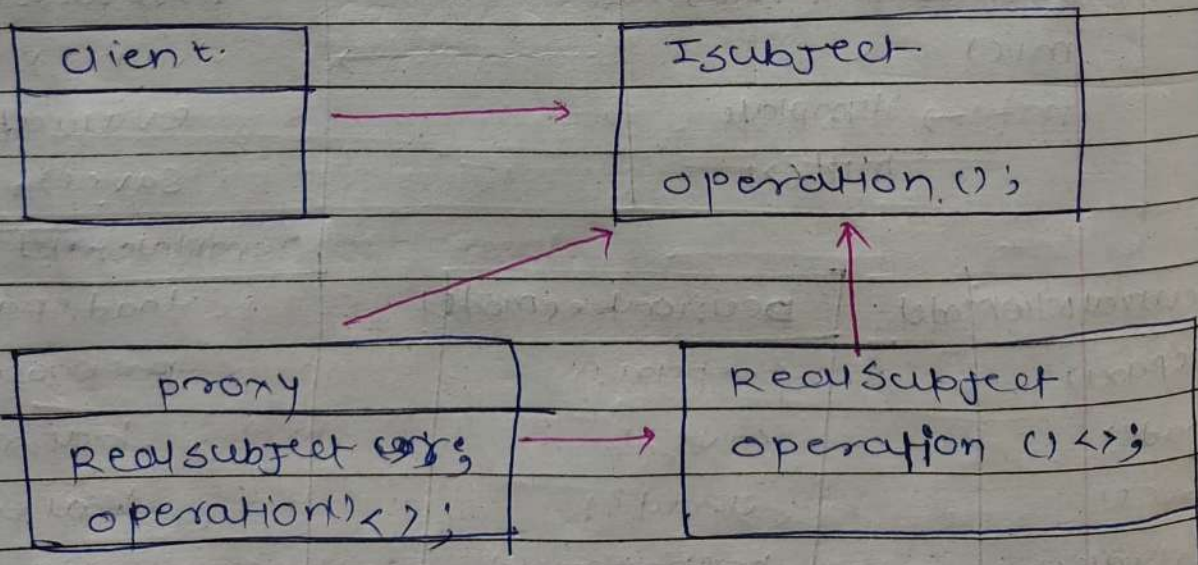 Client.
Isubject
operation ();
proxy
Realsubject
operation() < > ;
RealSubject
operation () < > ;